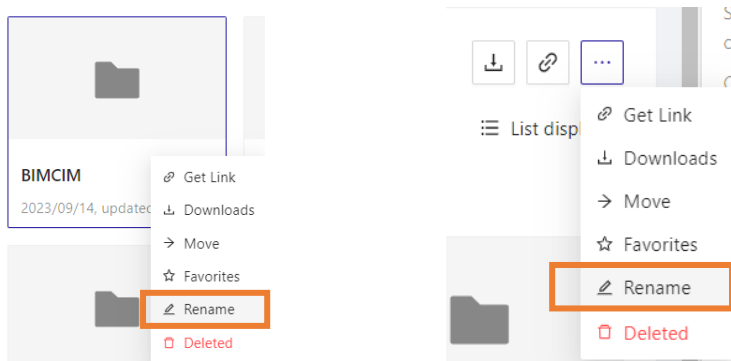 BIMCIM
2023/09/14, updated
Get Link
Downloads
Move
Favorites
Rename
Deleted
...
List disp
Get Link
Downloads
Move
Favorites
Rename
Deleted